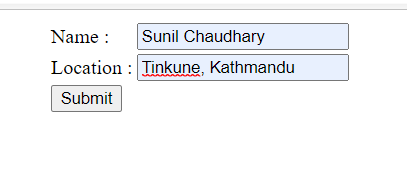 Name : Sunil Chaudhary
Location : Tinkune, Kathmandu
Submit